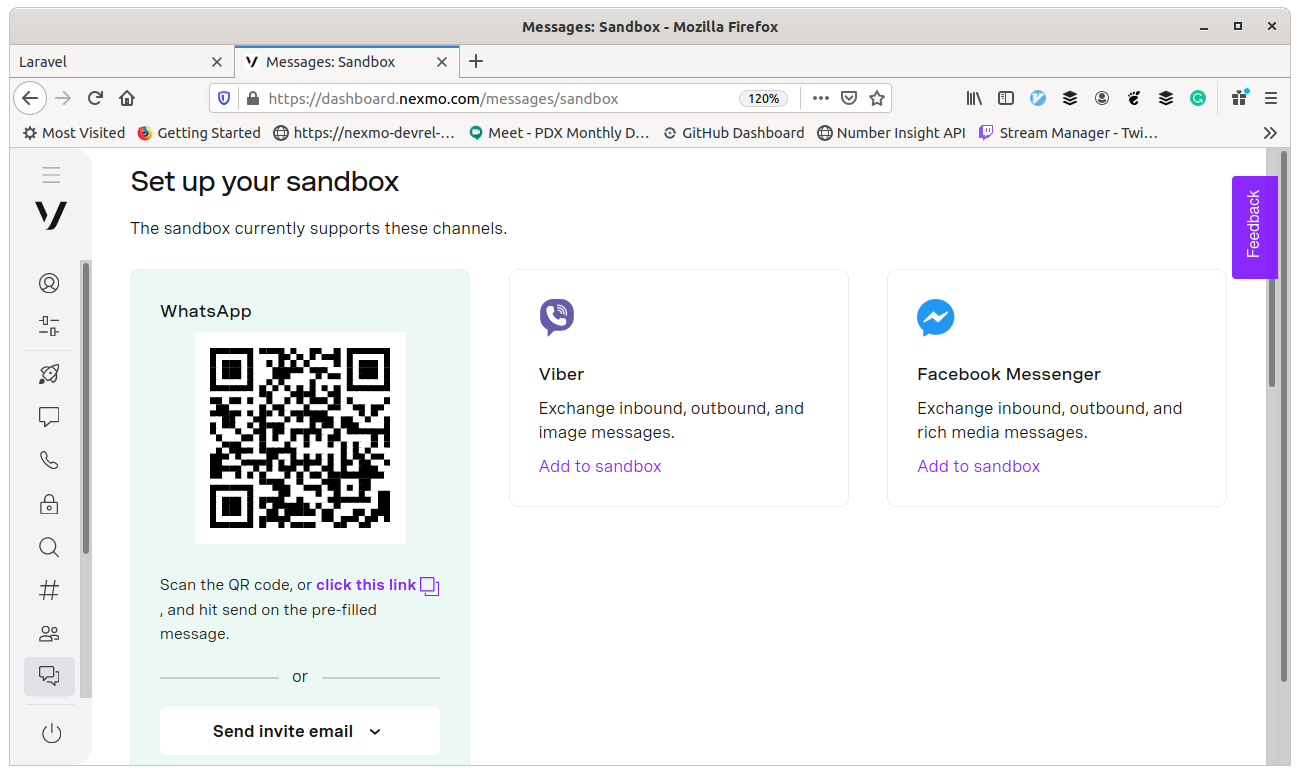 Messages: Sandbox - Mozilla Firefox
Laravel
Messages: Sandbox
https://dashboard.nexmo.com/messages/sandbox
120%
Most Visited
Getting Started
https://nexmo-devrel-...
Meet - PDX Monthly D...
GitHub Dashboard
Number Insight API
Stream Manager - Twi...
Set up your sandbox
The sandbox currently supports these channels.
Feedback
WhatsApp
Scan the QR code, or click this link
, and hit send on the pre-filled
message.
or
Send invite email
Viber
Exchange inbound, outbound, and
image messages.
Add to sandbox
Facebook Messenger
Exchange inbound, outbound, and
rich media messages.
Add to sandbox